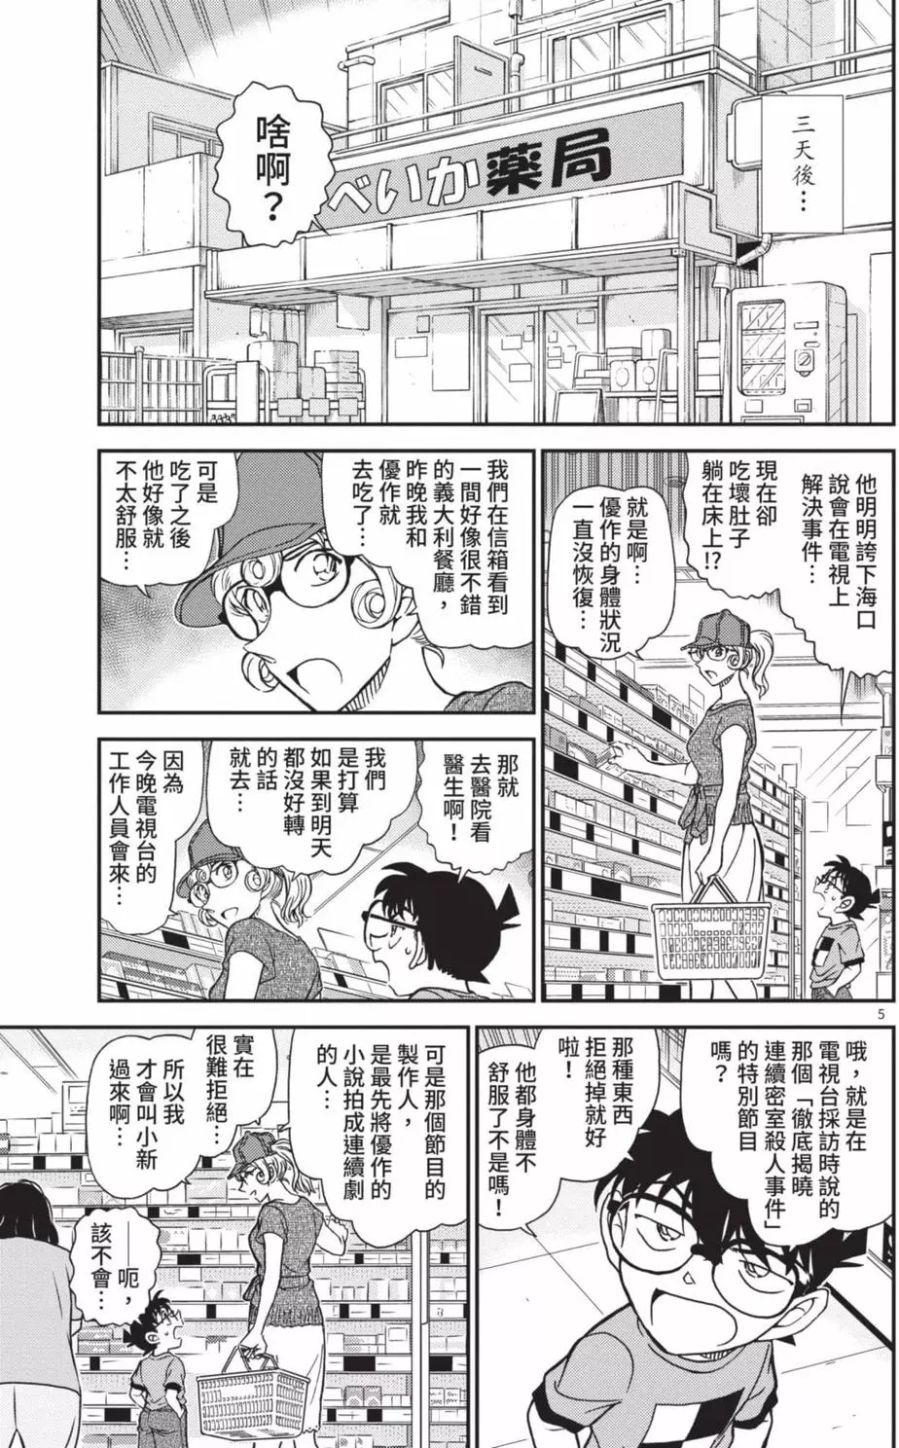 三天後…
啥啊？
べいか薬局
他明明誇下海口
說會在電視上
解決事件…
現在卻
吃壞肚子
躺在床上!?
就是啊…
優作的身體狀況
一直沒恢復…
我們在信箱看到
一間好像很不錯
的義大利餐廳，
昨晚我和
優作就
去吃了…
可是
吃了之後
他好像就
不太舒服…
那就
去醫院看
醫生啊！
我們
是打算
如果到明天
都沒好轉
的話
就去…
因為
今晚電視台的
工作人員會來…
5
哦，就是在
電視台採訪時說的
那個「徹底揭曉
連續密室殺人事件」
的特別節目
嗎？
那種東西
拒絕掉就好
啦！
他都身體不
舒服了不是嗎！
可是那個節目的
製作人，
是最先將優作的
小說拍成連續劇
的人…
實在
很難拒絕…
所以我
才會叫小新
過來啊…
——呃，
該不會…